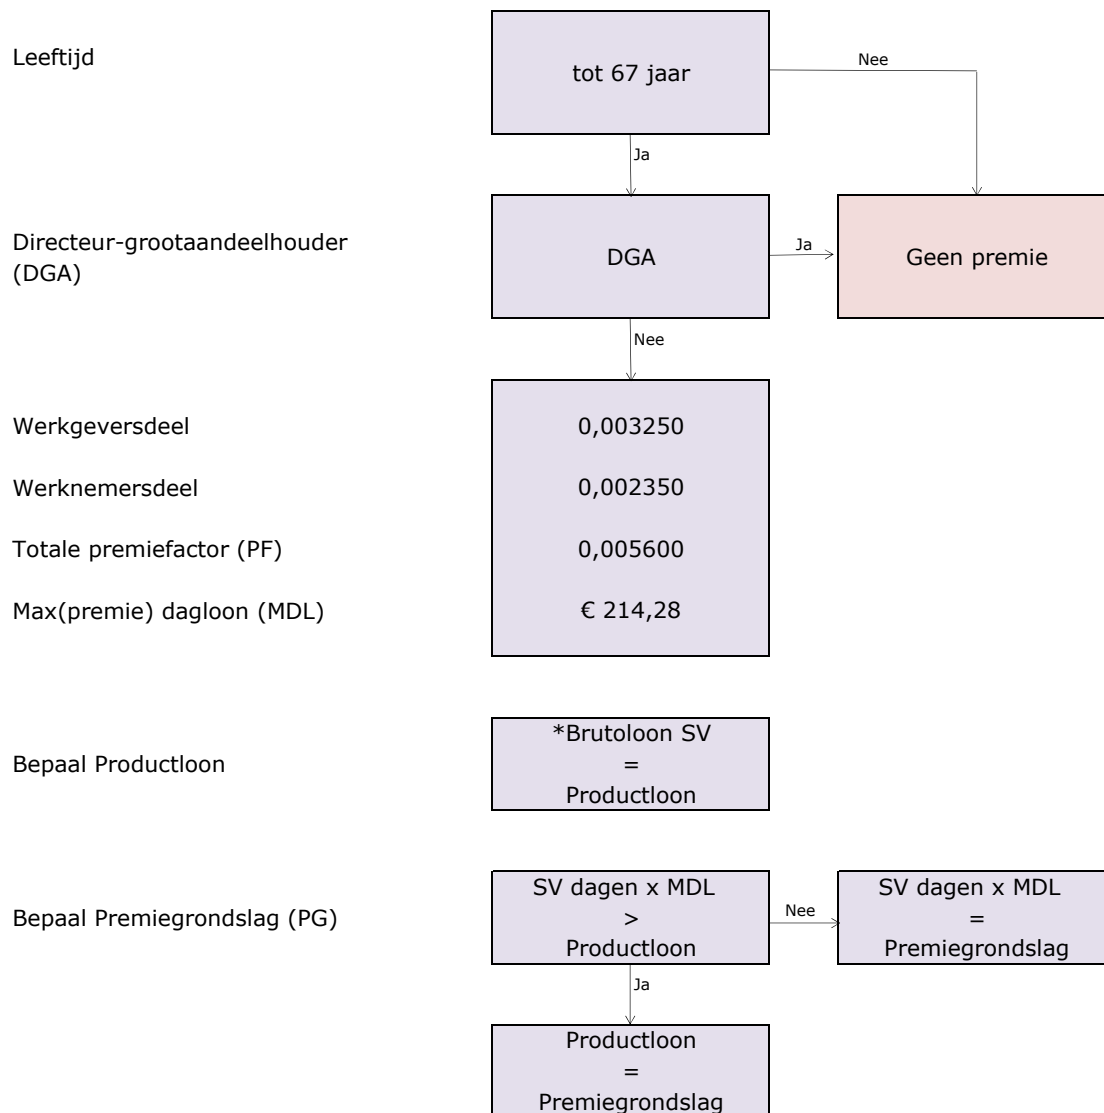 Leeftijd
tot 67 jaar
Nee
Ja
Directeur-grootaandeelhouder
(DGA)
DGA
Ja
Geen premie
Nee
Werkgeversdeel
0,003250
Werknemersdeel
0,002350
Totale premiefactor (PF)
0,005600
Max(premie) dagloon (MDL)
€ 214,28
Bepaal Productloon
*Brutoloon SV
=
Productloon
Bepaal Premiegrondslag (PG)
SV dagen x MDL
>
Productloon
Nee
SV dagen x MDL
=
Premiegrondslag
Ja
Productloon
=
Premiegrondslag